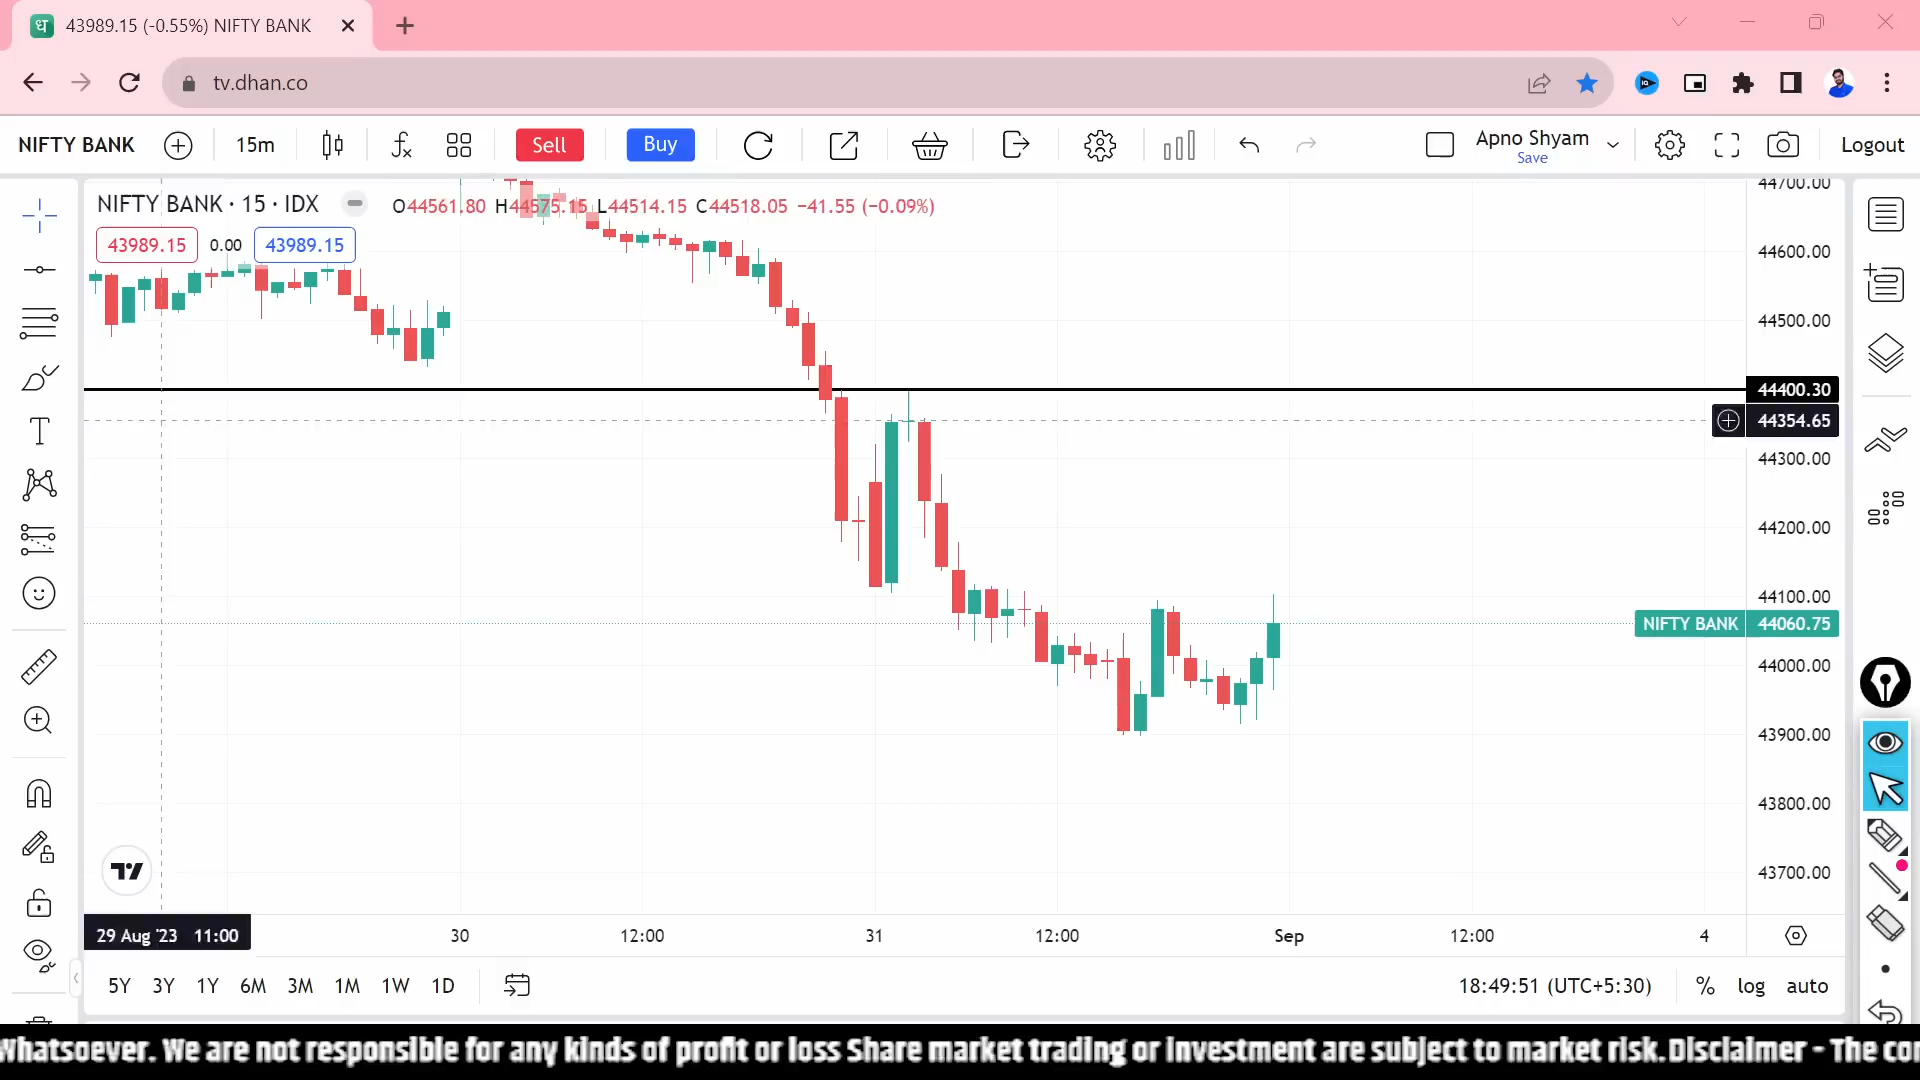 43989.15 (-0.55%) NIFTY BANK
tv.dhan.co
NIFTY BANK 15m Sell Buy Apno Shyam Save Logout
NIFTY BANK · 15 · IDX O44561.80 H44575.15 L44514.15 C44518.05 −41.55 (−0.09%)
43989.15 0.00 43989.15
44700.00
44600.00
44500.00
44400.30
44354.65
44300.00
44200.00
44100.00
NIFTY BANK 44060.75
44000.00
43900.00
43800.00
43700.00
29 Aug '23 11:00 30 12:00 31 12:00 Sep 12:00 4
5Y 3Y 1Y 6M 3M 1M 1W 1D 18:49:51 (UTC+5:30) % log auto
Whatsoever. We are not responsible for any kinds of profit or loss Share market trading or investment are subject to market risk. Disclaimer - The con